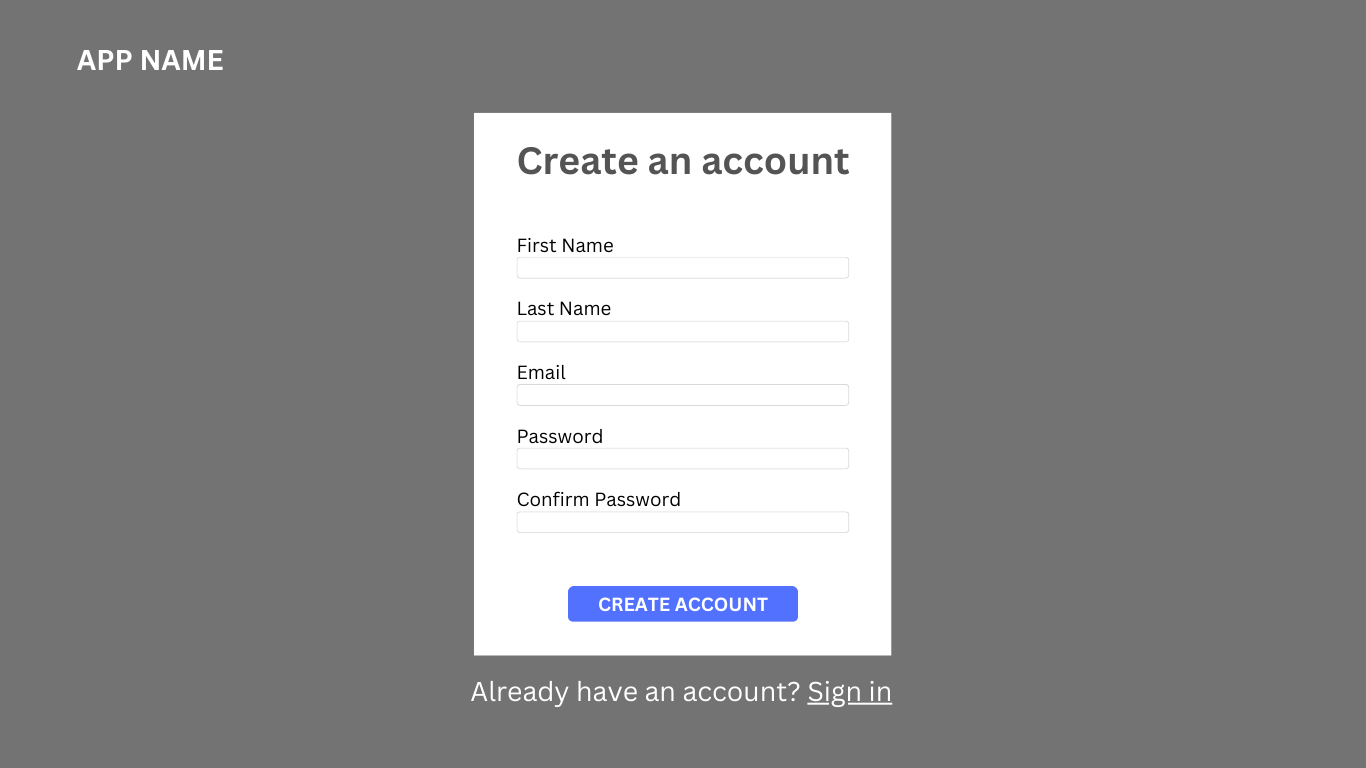 APP NAME
Create an account
First Name
Last Name
Email
Password
Confirm Password
CREATE ACCOUNT
Already have an account? Sign in